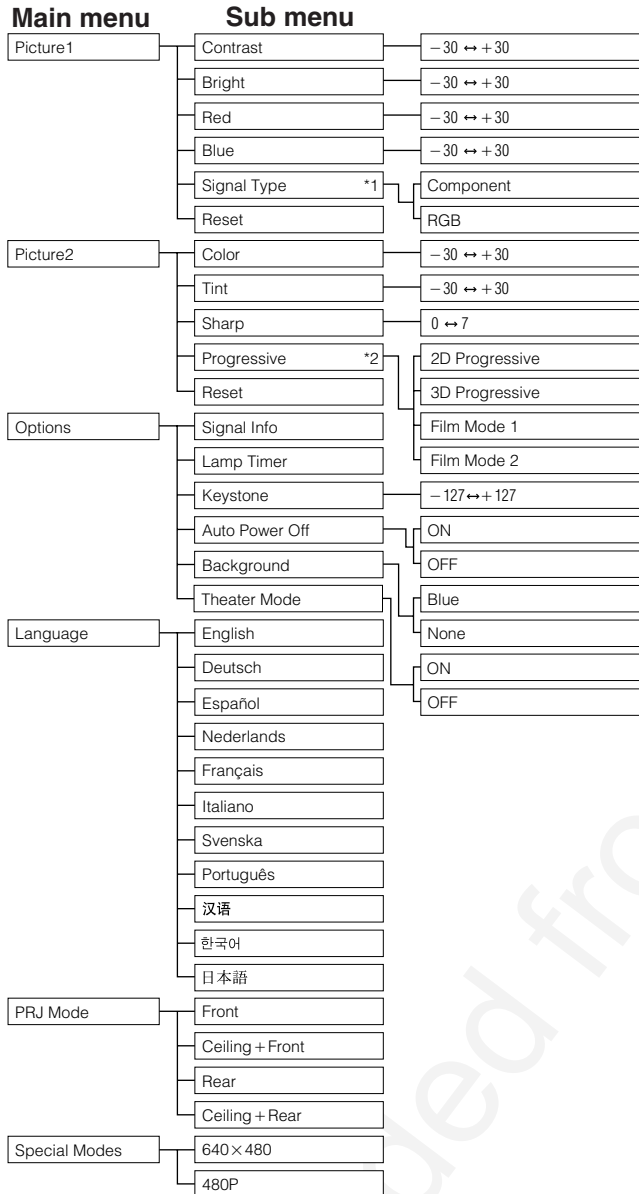 Main menu Sub menu
Picture1 Contrast −30 ↔ +30
Bright −30 ↔ +30
Red −30 ↔ +30
Blue −30 ↔ +30
Signal Type *1 Component
Reset RGB
Picture2 Color −30 ↔ +30
Tint −30 ↔ +30
Sharp 0 ↔ 7
Progressive *2 2D Progressive
Reset 3D Progressive
Options Signal Info Film Mode 1
Lamp Timer Film Mode 2
Keystone −127↔+127
Auto Power Off ON
Background OFF
Theater Mode Blue
Language English None
Deutsch ON
Español OFF
Nederlands
Français
Italiano
Svenska
Português
汉语
한국어
日本語
PRJ Mode Front
Ceiling+Front
Rear
Ceiling+Rear
Special Modes 640×480
480P